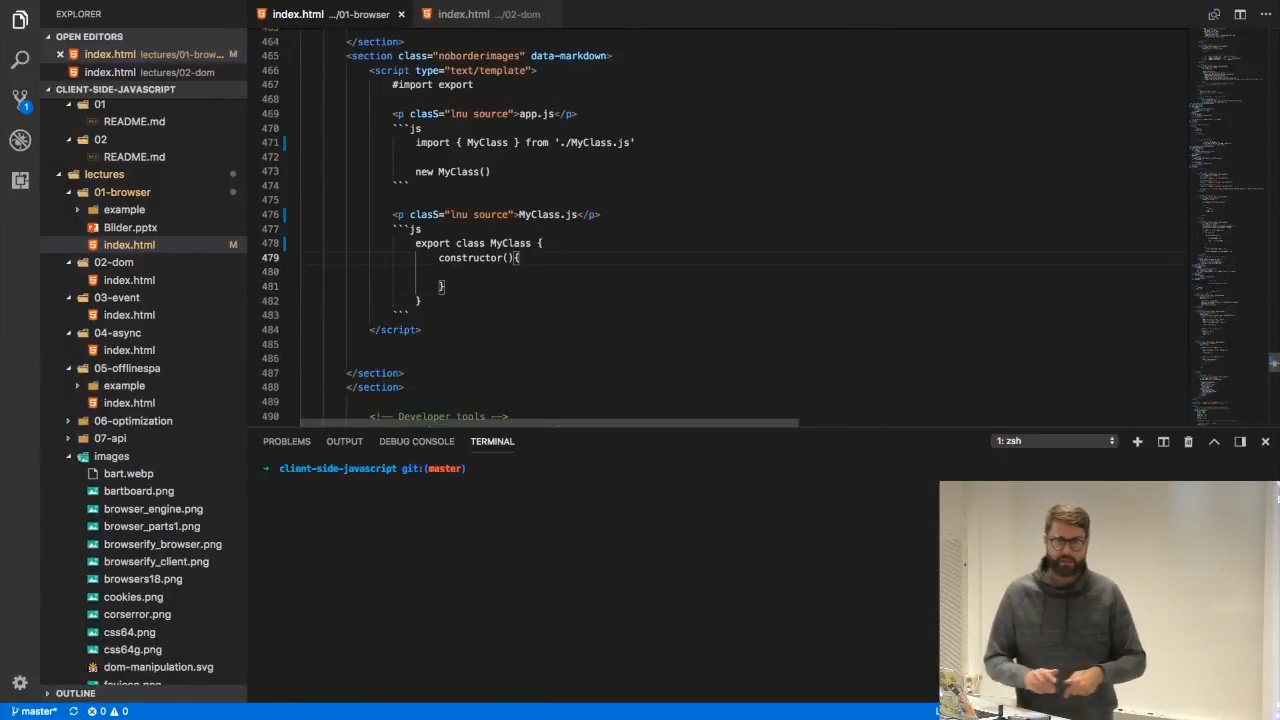 EXPLORER
OPEN EDITORS
index.html lectures/01-brow... M
index.html lectures/02-dom
CLIENT-SIDE-JAVASCRIPT
01
README.md
02
README.md
lectures
01-browser
example
Bilder.pptx
index.html M
02-dom
index.html
03-event
index.html
04-async
index.html
05-offlinespa
example
index.html
06-optimization
07-api
images
bart.webp
bartboard.png
browser_engine.png
browser_parts1.png
browserify_browser.png
browserify_client.png
browsers18.png
cookies.png
corserror.png
css64.png
css64g.png
dom-manipulation.svg
OUTLINE
1
index.html .../01-browser
index.html .../02-dom
464 </section>
465 <section class="noborderimages" data-markdown>
466 <script type="text/template">
467 #import export
468
469 <p clasS="lnu source">app.js</p>
470 ```js
471 import { MyClass } from './MyClass.js'
472
473 new MyClass()
474 ```
475
476 <p clasS="lnu source">MyClass.js</p>
477 ```js
478 export class MyClass {
479 constructor(){
480
481 }
482 }
483 ```
484 </script>
485
486
487 </section>
488 </section>
489
490 <!-- Developer tools -->
PROBLEMS OUTPUT DEBUG CONSOLE TERMINAL
1: zsh
→ client-side-javascript git:(master)
master* 0 0